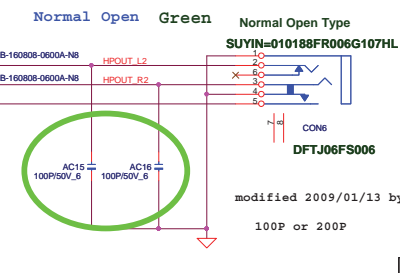 Normal Open Green
Normal Open Type
SUYIN=010188FR006G107HL
B-160808-0600A-N8
HPOUT_L2
B-160808-0600A-N8
HPOUT_R2
1
2
6
3
4
5
7
8
CON6
DFTJ06FS006
AC15
100P/50V_6
AC16
100P/50V_6
modified 2009/01/13 by
100P or 200P